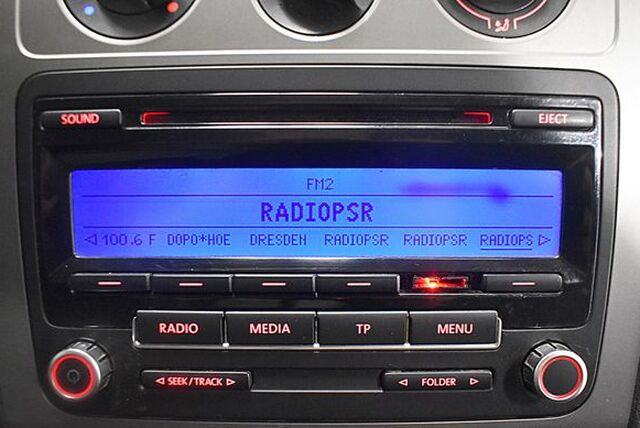 SOUND
EJECT
FM2
RADIOPSR
100.6 F DOPO*HOE DRESDEN RADIOPSR RADIOPSR RADIOPS
RADIO MEDIA TP MENU
SEEK/TRACK FOLDER